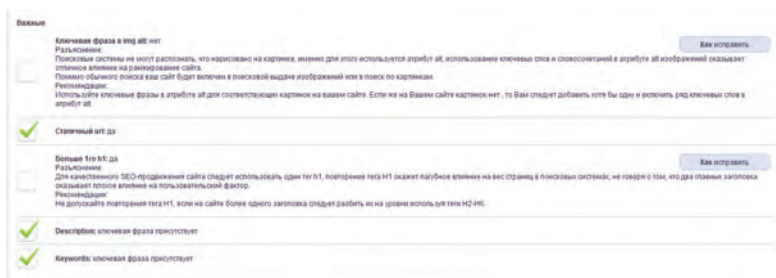 Важные
Ключевая фраза в img alt: нет
Как исправить
Разъяснение:
Поисковые системы не могут распознать, что нарисовано на картинке, именно для этого используется атрибут alt, использование ключевых слов и словосочетаний в атрибуте alt изображений оказывает
отличное влияние на ранжирование сайта.
Помимо обычного поиска ваш сайт будет включен в поисковой выдаче изображений или в поиск по картинкам.
Рекомендации:
Используйте ключевые фразы в атрибуте alt для соответствующих картинок на вашем сайте. Если же на Вашем сайте картинок нет , то Вам следует добавить хотя бы одну и включить ряд ключевых слов в
атрибут alt.
Статичный url: да
Больше 1го h1: да
Как исправить
Разъяснение:
Для качественного SEO-продвижения сайта следует использовать один тег h1, повторение тега H1 окажет пагубное влияние на вес страниц в поисковых системах, не говоря о том, что два главных заголовка
оказывает плохое влияние на пользовательский фактор.
Рекомендации:
Не допускайте повторения тега H1, если на сайте более одного заголовка следует разбить их на уровни используя теги H2-H6.
Description: ключевая фраза присутствует
Keywords: ключевая фраза присутствует